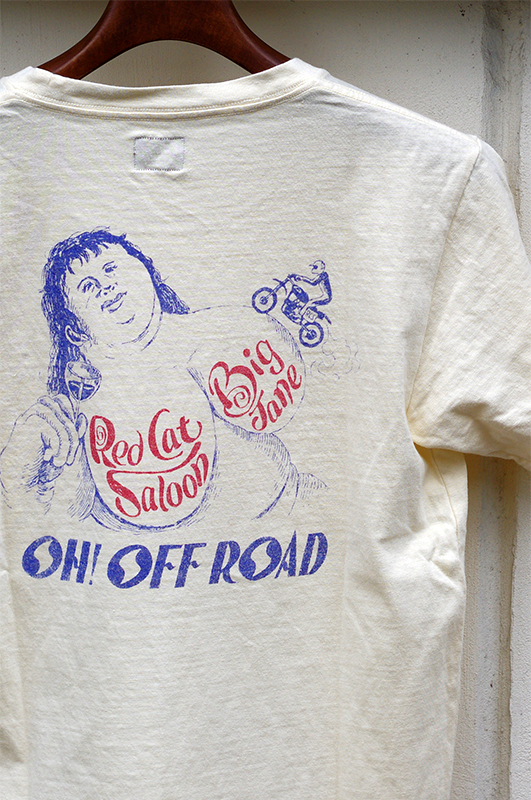 Big
Jane
Red Cat
Saloon
OH! OFF ROAD